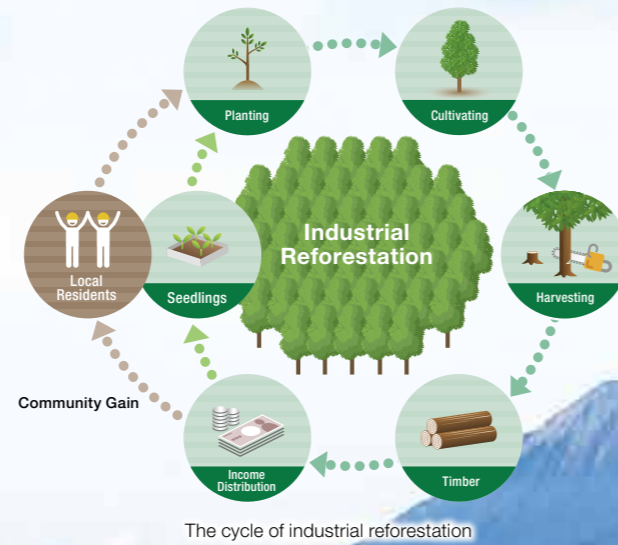 Planting
Cultivating
Industrial
Reforestation
Local
Residents
Seedlings
Harvesting
Community Gain
Income
Distribution
Timber
The cycle of industrial reforestation